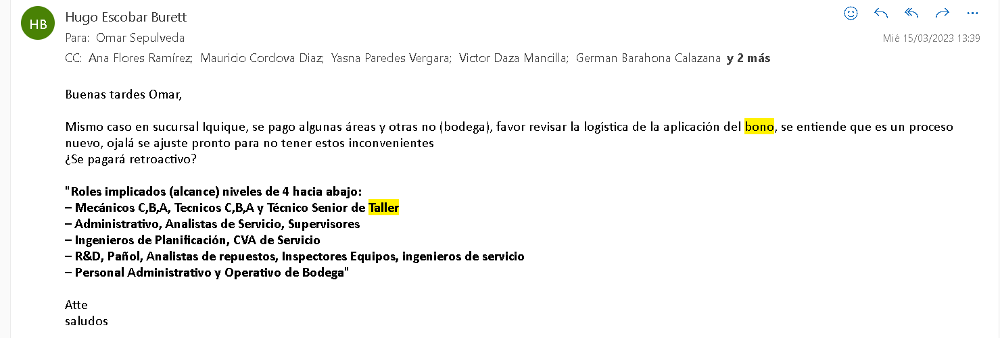 HB
Hugo Escobar Burett
Para: Omar Sepulveda
Mié 15/03/2023 13:39
CC: Ana Flores Ramírez; Mauricio Cordova Diaz; Yasna Paredes Vergara; Victor Daza Mancilla; German Barahona Calazana y 2 más
Buenas tardes Omar,
Mismo caso en sucursal Iquique, se pago algunas áreas y otras no (bodega), favor revisar la logística de la aplicación del bono, se entiende que es un proceso
nuevo, ojalá se ajuste pronto para no tener estos inconvenientes
¿Se pagará retroactivo?
"Roles implicados (alcance) niveles de 4 hacia abajo:
– Mecánicos C,B,A, Tecnicos C,B,A y Técnico Senior de Taller
– Administrativo, Analistas de Servicio, Supervisores
– Ingenieros de Planificación, CVA de Servicio
– R&D, Pañol, Analistas de repuestos, Inspectores Equipos, ingenieros de servicio
– Personal Administrativo y Operativo de Bodega"
Atte
saludos